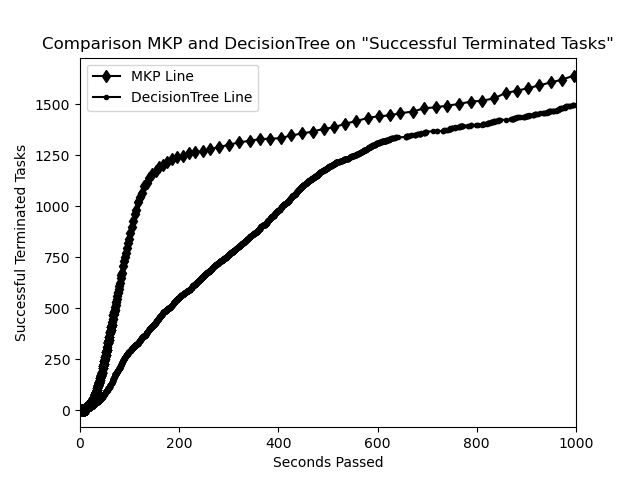 Comparison MKP and DecisionTree on "Successful Terminated Tasks"
MKP Line
DecisionTree Line
Successful Terminated Tasks
1500
1250
1000
750
500
250
0
0 200 400 600 800 1000
Seconds Passed